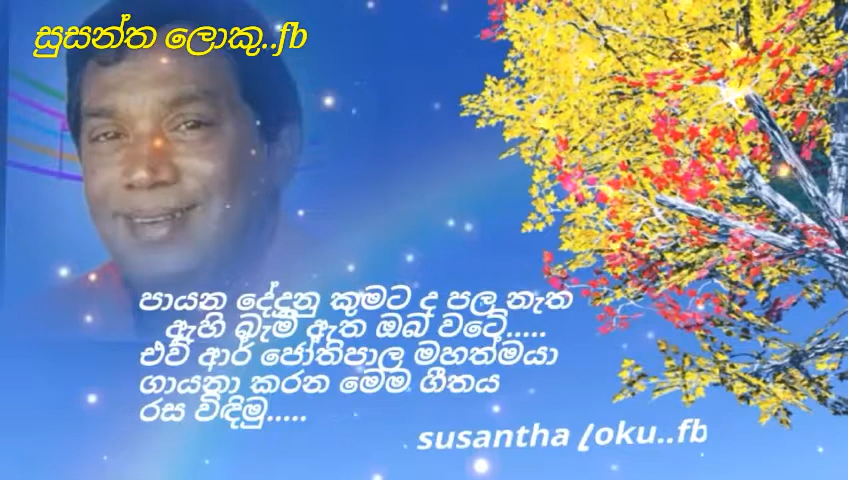 සුසන්ත ලොකු..fb
පායන දේදුනු කුමට ද පල නැත
ඇහි බැමි ඇත ඔබ වටේ.....
එච් ආර් ජෝතිපාල මහත්මයා
ගායනා කරන මෙම ගීතය
රස විඳිමු.....
susantha loku..fb